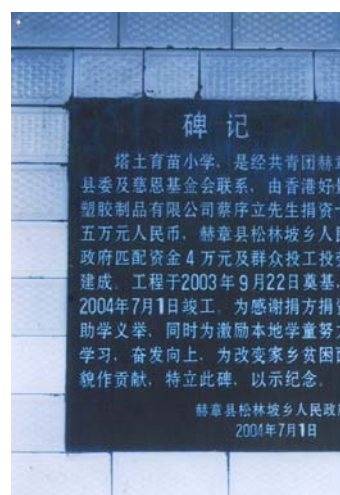 碑记
塔土育苗小学，是经共青团赫章
县委及慈恩基金会联系，由香港好
塑胶制品有限公司蔡序立先生捐资
五万元人民币，赫章县松林坡乡人民
政府匹配资金4万元及群众投工投
建成。工程于2003年9月22日奠基，
2004年7月1日竣工。为感谢捐方捐资
助学义举，同时为激励本地学童努力
学习，奋发向上，为改变家乡贫困面
貌作贡献，特立此碑，以示纪念。
赫章县松林坡乡人民政府
2004年7月1日